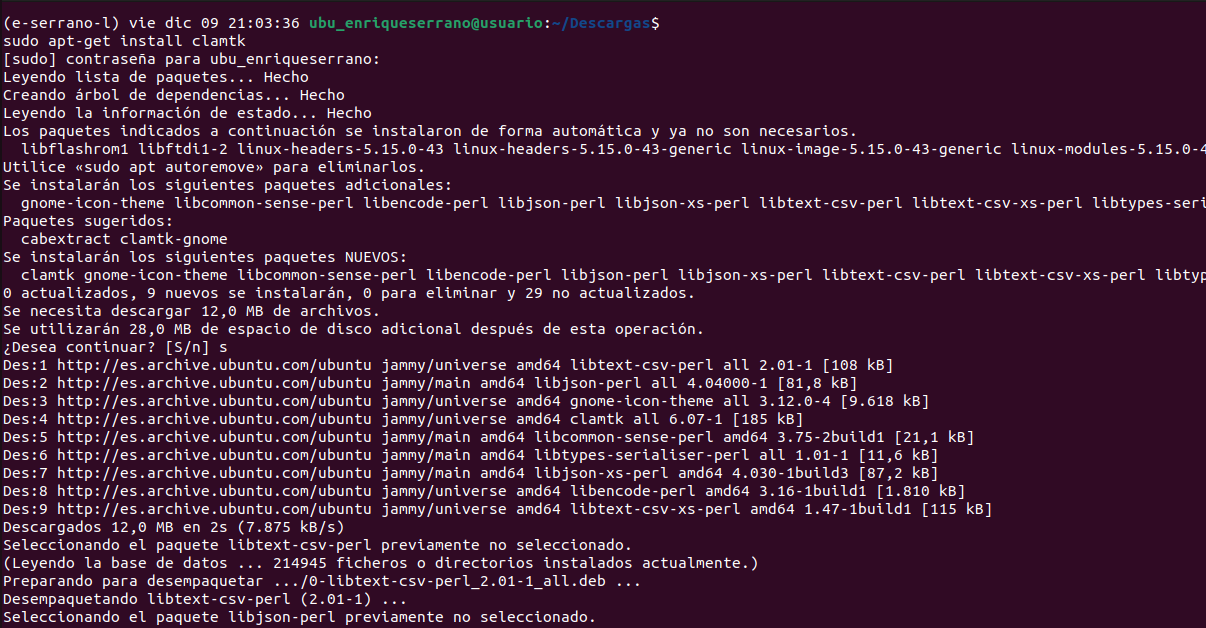 (e-serrano-l) vie dic 09 21:03:36 ubu_enriqueserrano@usuario:~/Descargas$
sudo apt-get install clamtk
[sudo] contraseña para ubu_enriqueserrano:
Leyendo lista de paquetes... Hecho
Creando árbol de dependencias... Hecho
Leyendo la información de estado... Hecho
Los paquetes indicados a continuación se instalaron de forma automática y ya no son necesarios.
  libflashrom1 libftdi1-2 linux-headers-5.15.0-43 linux-headers-5.15.0-43-generic linux-image-5.15.0-43-generic linux-modules-5.15.0-4
Utilice «sudo apt autoremove» para eliminarlos.
Se instalarán los siguientes paquetes adicionales:
  gnome-icon-theme libcommon-sense-perl libencode-perl libjson-perl libjson-xs-perl libtext-csv-perl libtext-csv-xs-perl libtypes-seri
Paquetes sugeridos:
  cabextract clamtk-gnome
Se instalarán los siguientes paquetes NUEVOS:
  clamtk gnome-icon-theme libcommon-sense-perl libencode-perl libjson-perl libjson-xs-perl libtext-csv-perl libtext-csv-xs-perl libtyp
0 actualizados, 9 nuevos se instalarán, 0 para eliminar y 29 no actualizados.
Se necesita descargar 12,0 MB de archivos.
Se utilizarán 28,0 MB de espacio de disco adicional después de esta operación.
¿Desea continuar? [S/n] s
Des:1 http://es.archive.ubuntu.com/ubuntu jammy/universe amd64 libtext-csv-perl all 2.01-1 [108 kB]
Des:2 http://es.archive.ubuntu.com/ubuntu jammy/main amd64 libjson-perl all 4.04000-1 [81,8 kB]
Des:3 http://es.archive.ubuntu.com/ubuntu jammy/universe amd64 gnome-icon-theme all 3.12.0-4 [9.618 kB]
Des:4 http://es.archive.ubuntu.com/ubuntu jammy/universe amd64 clamtk all 6.07-1 [185 kB]
Des:5 http://es.archive.ubuntu.com/ubuntu jammy/main amd64 libcommon-sense-perl amd64 3.75-2build1 [21,1 kB]
Des:6 http://es.archive.ubuntu.com/ubuntu jammy/main amd64 libtypes-serialiser-perl all 1.01-1 [11,6 kB]
Des:7 http://es.archive.ubuntu.com/ubuntu jammy/main amd64 libjson-xs-perl amd64 4.030-1build3 [87,2 kB]
Des:8 http://es.archive.ubuntu.com/ubuntu jammy/universe amd64 libencode-perl amd64 3.16-1build1 [1.810 kB]
Des:9 http://es.archive.ubuntu.com/ubuntu jammy/universe amd64 libtext-csv-xs-perl amd64 1.47-1build1 [115 kB]
Descargados 12,0 MB en 2s (7.875 kB/s)
Seleccionando el paquete libtext-csv-perl previamente no seleccionado.
(Leyendo la base de datos ... 214945 ficheros o directorios instalados actualmente.)
Preparando para desempaquetar .../0-libtext-csv-perl_2.01-1_all.deb ...
Desempaquetando libtext-csv-perl (2.01-1) ...
Seleccionando el paquete libjson-perl previamente no seleccionado.